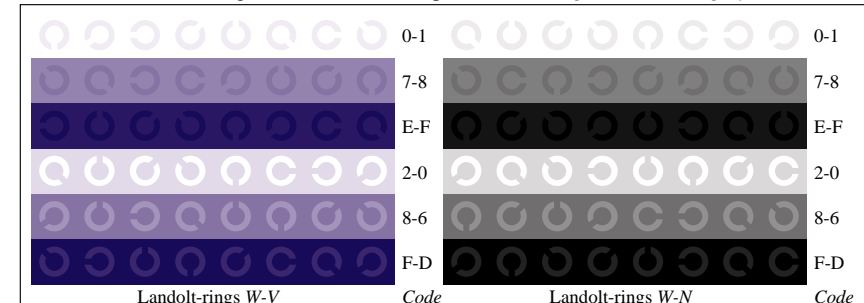 0-1 0-1
7-8 7-8
E-F E-F
2-0 2-0
8-6 8-6
F-D F-D
Landolt-rings W-V Code Landolt-rings W-N Code